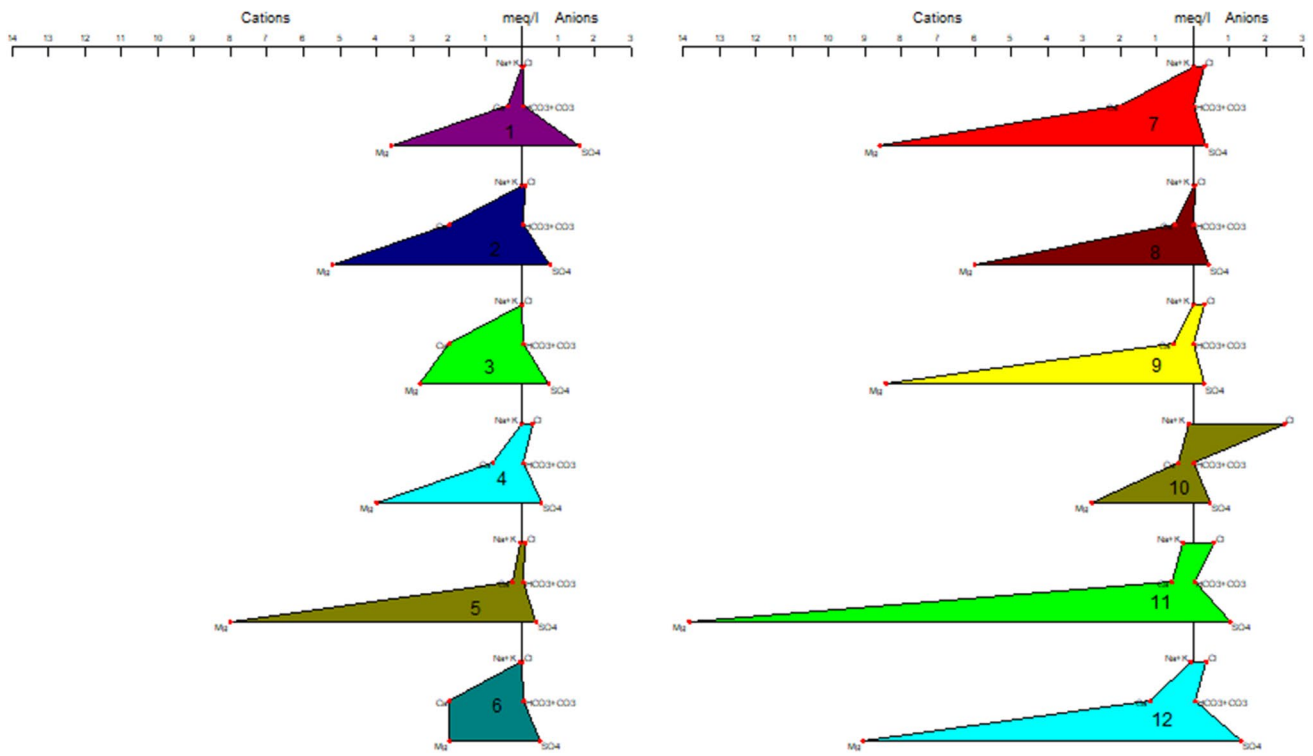 Cations meq/l Anions
14 13 12 11 10 9 8 7 6 5 4 3 2 1 1 2 3
Na+K Cl
Ca HCO3+CO3
1
Mg SO4
Na+K Cl
Ca HCO3+CO3
2
Mg SO4
Na+K Cl
Ca HCO3+CO3
3
Mg SO4
Na+K Cl
Ca HCO3+CO3
4
Mg SO4
Na+K Cl
Ca HCO3+CO3
5
Mg SO4
Na+K Cl
Ca HCO3+CO3
6
Mg SO4
Cations meq/l Anions
14 13 12 11 10 9 8 7 6 5 4 3 2 1 1 2 3
Na+K Cl
Ca HCO3+CO3
7
Mg SO4
Na+K Cl
Ca HCO3+CO3
8
Mg SO4
Na+K Cl
Ca HCO3+CO3
9
Mg SO4
Na+K Cl
Ca HCO3+CO3
10
Mg SO4
Na+K Cl
Ca HCO3+CO3
11
Mg SO4
Na+K Cl
Ca HCO3+CO3
12
Mg SO4